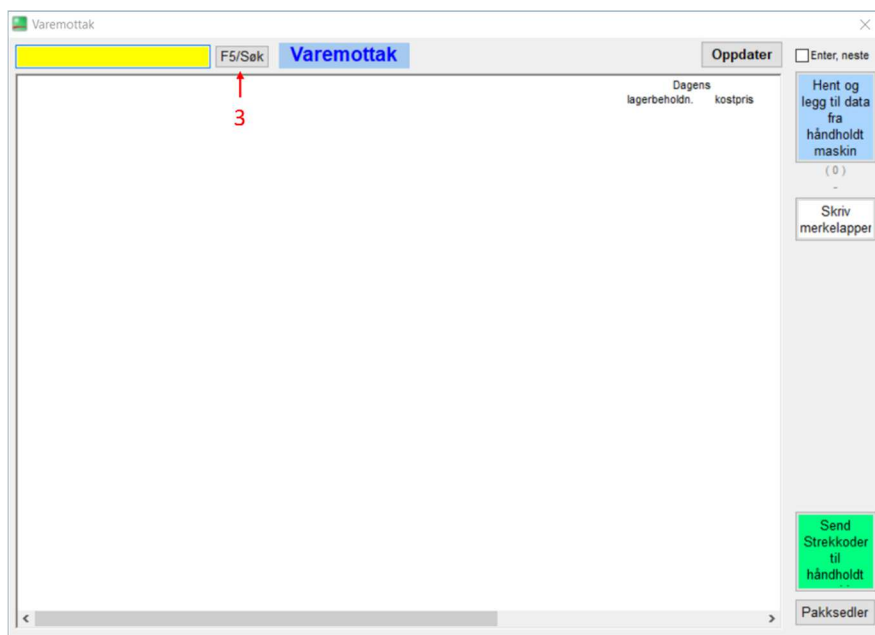 Varemottak
F5/Søk
Varemottak
Oppdater
Enter, neste
3
Dagens
lagerbeholdn. kostpris
Hent og
legg til data
fra
håndholdt
maskin
( 0 )
-
Skriv
merkelapper
Send
Strekkoder
til
håndholdt
Pakksedler